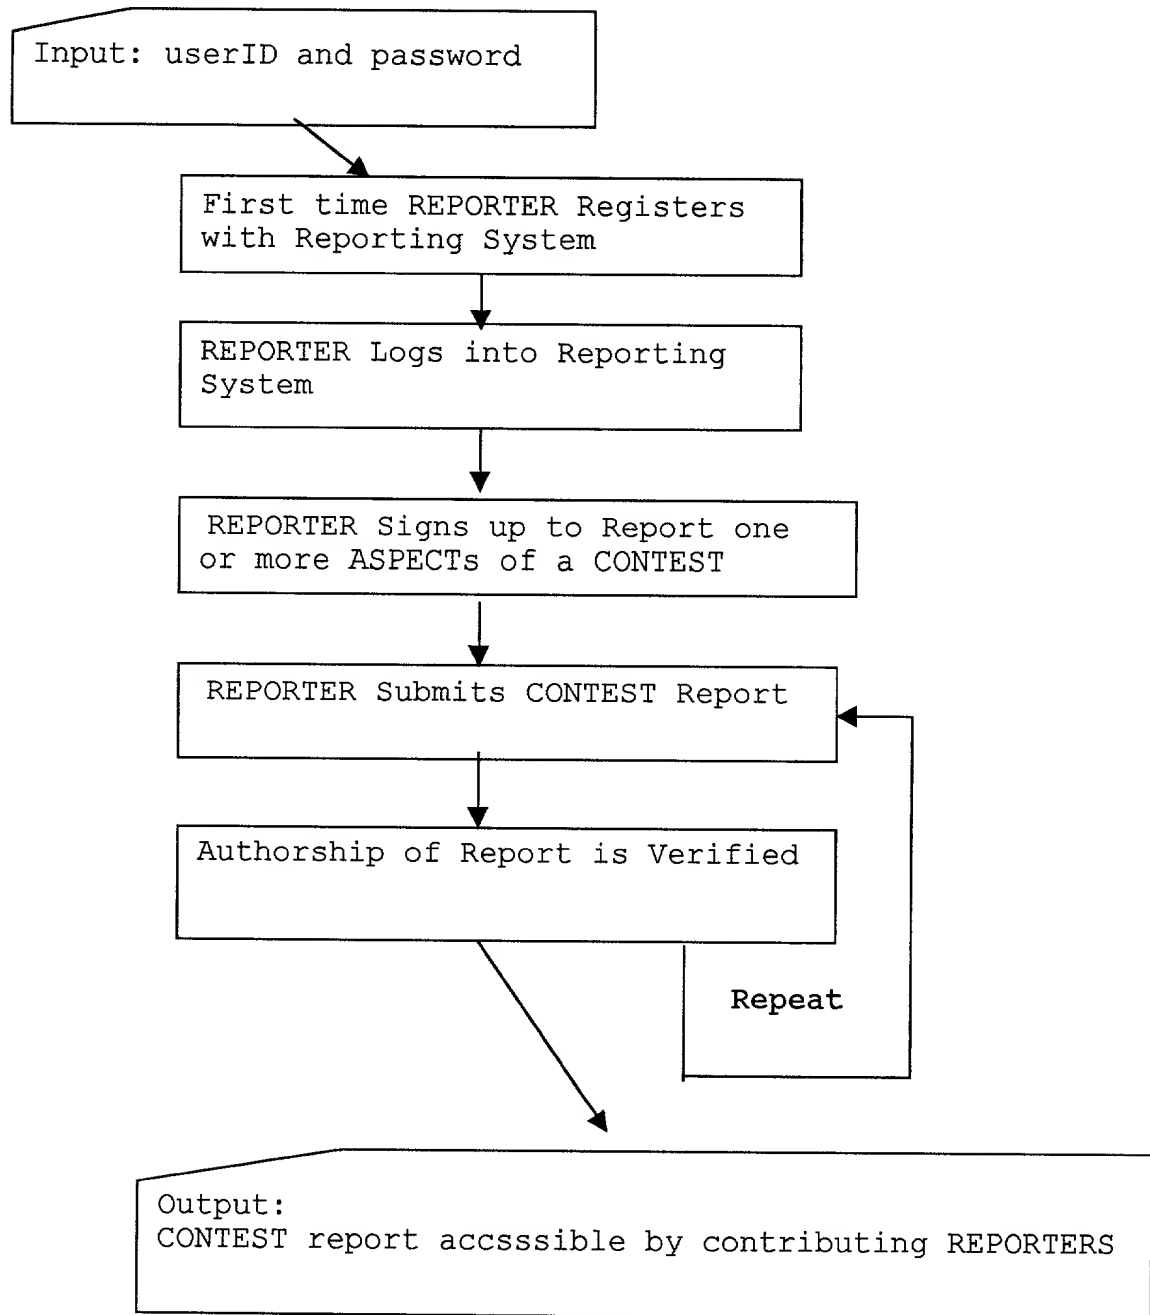 Input: userID and password
First time REPORTER Registers
with Reporting System
REPORTER Logs into Reporting
System
REPORTER Signs up to Report one
or more ASPECTs of a CONTEST
REPORTER Submits CONTEST Report
Authorship of Report is Verified
Repeat
Output:
CONTEST report accsssible by contributing REPORTERS